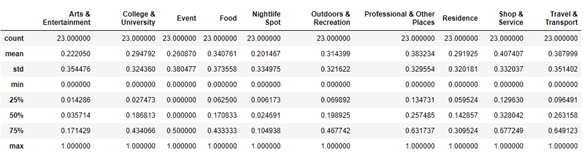 Arts & Entertainment College & University Event Food Nightlife Spot Outdoors & Recreation Professional & Other Places Residence Shop & Service Travel & Transport
count 23.000000 23.000000 23.000000 23.000000 23.000000 23.000000 23.000000 23.000000 23.000000 23.000000
mean 0.222050 0.294792 0.260870 0.340761 0.201467 0.314399 0.383234 0.291925 0.407407 0.387999
std 0.354476 0.324360 0.380477 0.373558 0.334975 0.321622 0.329554 0.320181 0.332037 0.351402
min 0.000000 0.000000 0.000000 0.000000 0.000000 0.000000 0.000000 0.000000 0.000000 0.000000
25% 0.014286 0.027473 0.000000 0.062500 0.006173 0.069892 0.134731 0.059524 0.129630 0.096491
50% 0.035714 0.186813 0.000000 0.170833 0.024691 0.198925 0.257485 0.142857 0.328042 0.263158
75% 0.171429 0.434066 0.500000 0.433333 0.104938 0.467742 0.631737 0.309524 0.677249 0.649123
max 1.000000 1.000000 1.000000 1.000000 1.000000 1.000000 1.000000 1.000000 1.000000 1.000000